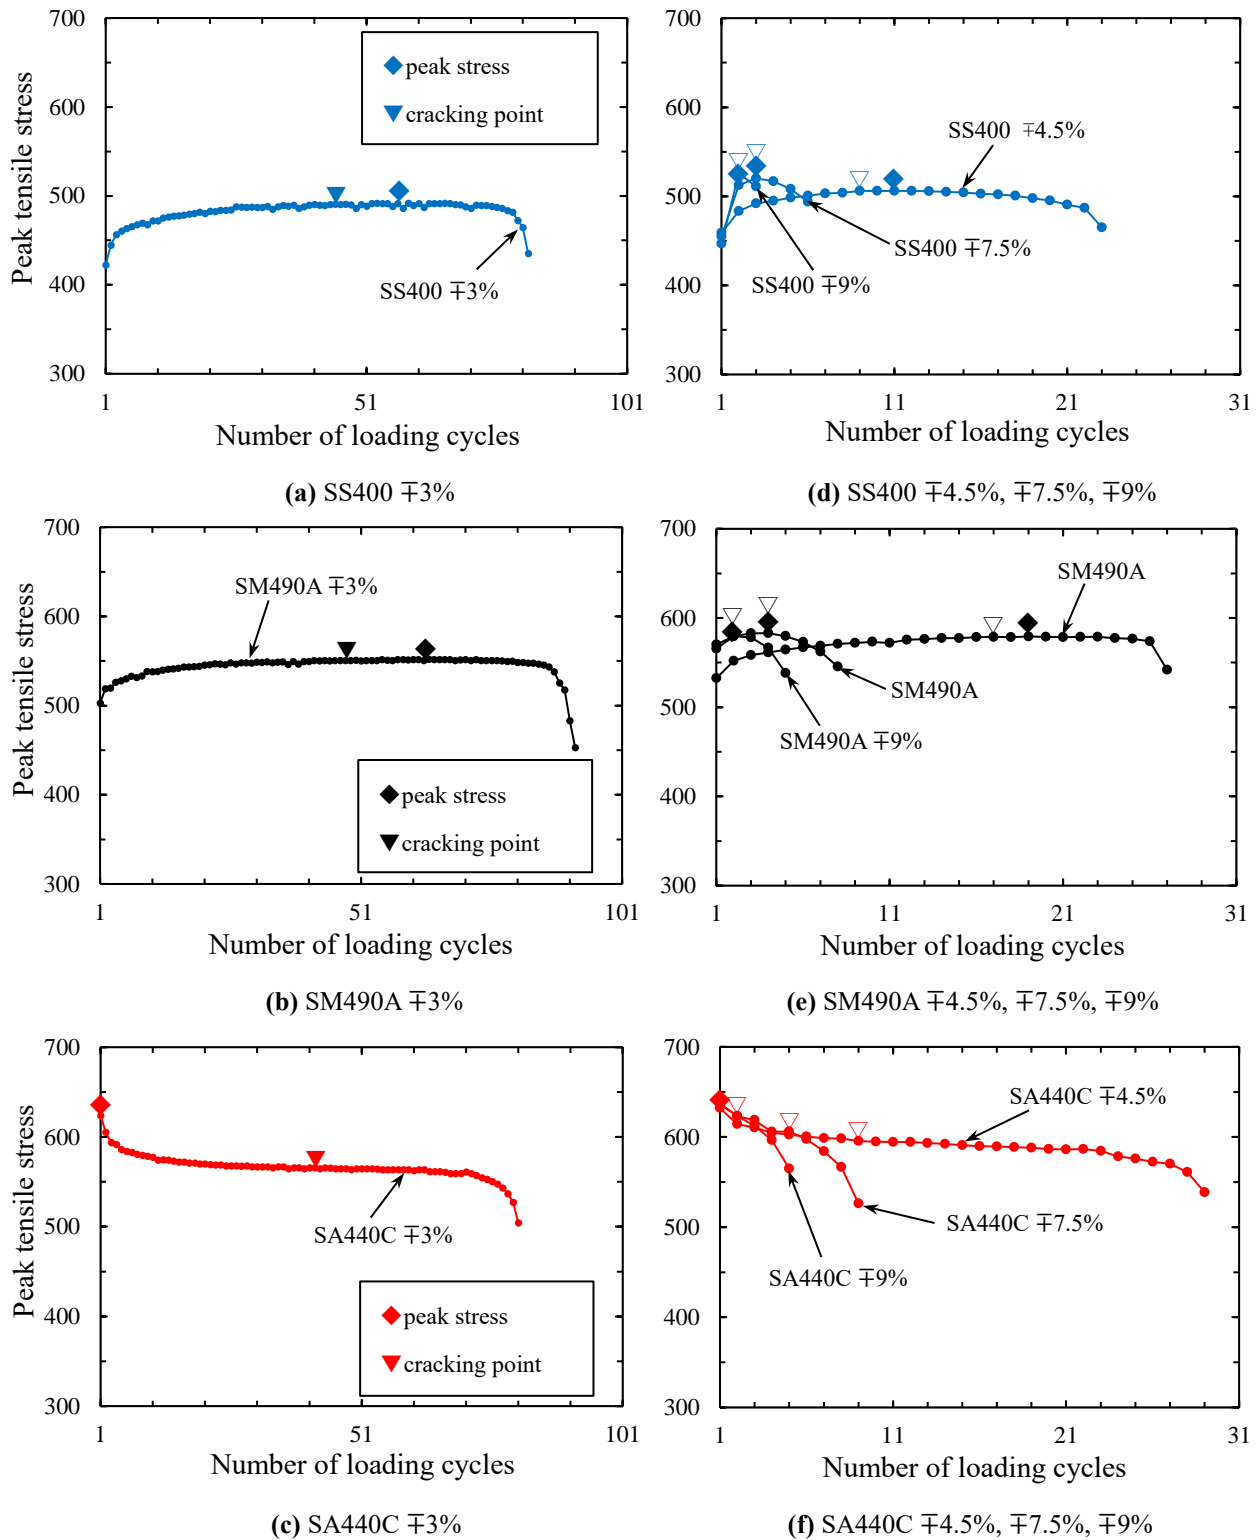 700
600
500
400
300
Peak tensile stress
peak stress
cracking point
SS400 ∓3%
1
51
101
Number of loading cycles
(a) SS400 ∓3%
700
600
500
400
300
SS400 ∓4.5%
SS400 ∓7.5%
SS400 ∓9%
1
11
21
31
Number of loading cycles
(d) SS400 ∓4.5%, ∓7.5%, ∓9%
700
600
500
400
300
Peak tensile stress
SM490A ∓3%
peak stress
cracking point
1
51
101
Number of loading cycles
(b) SM490A ∓3%
700
600
500
400
300
SM490A
SM490A
SM490A ∓9%
1
11
21
31
Number of loading cycles
(e) SM490A ∓4.5%, ∓7.5%, ∓9%
700
600
500
400
300
Peak tensile stress
SA440C ∓3%
peak stress
cracking point
1
51
101
Number of loading cycles
(c) SA440C ∓3%
700
600
500
400
300
SA440C ∓4.5%
SA440C ∓7.5%
SA440C ∓9%
1
11
21
31
Number of loading cycles
(f) SA440C ∓4.5%, ∓7.5%, ∓9%